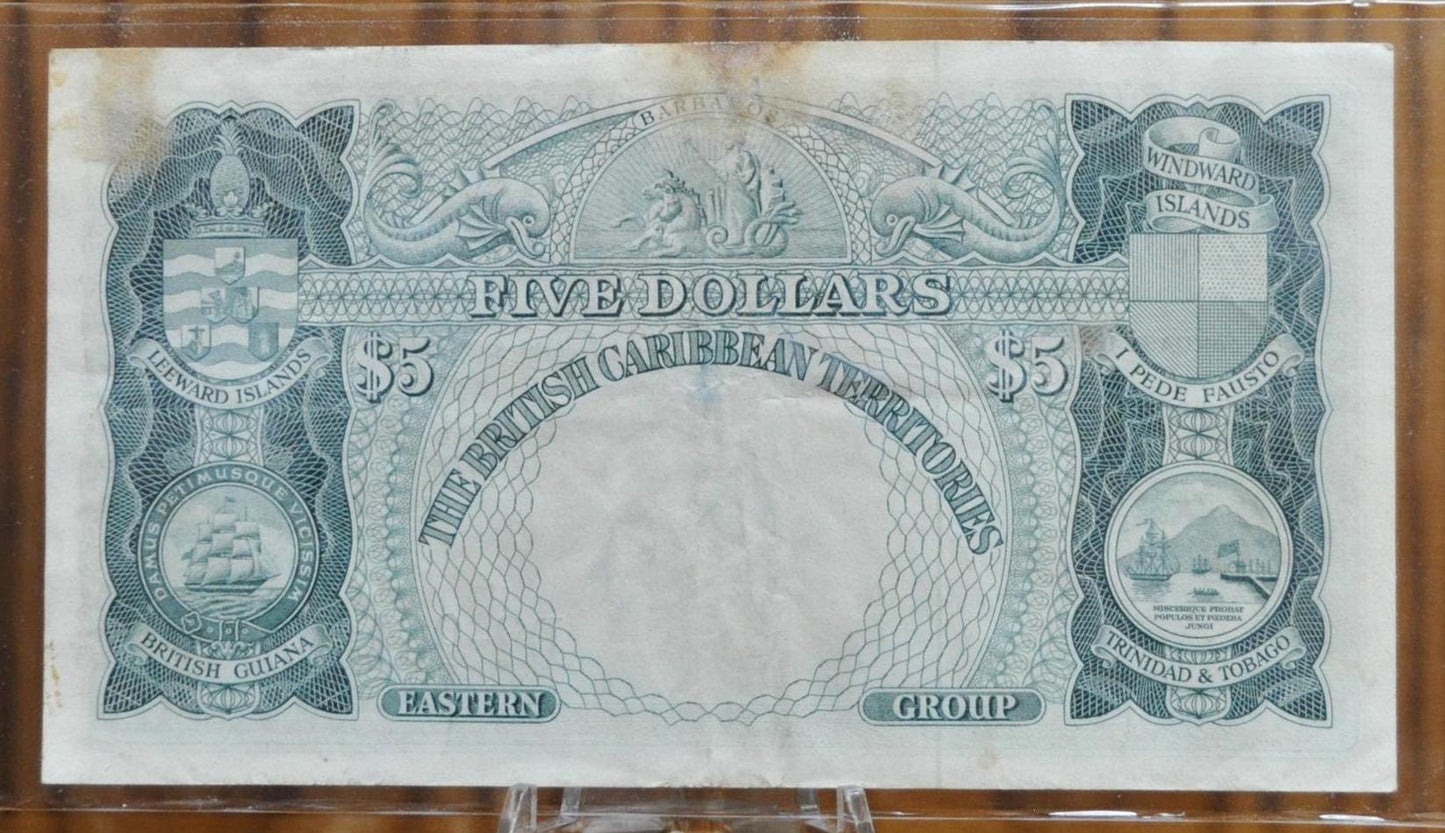 BARBADOS
WINDWARD
ISLANDS
FIVE DOLLARS
$5
$5
LEEWARD ISLANDS
I PEDE FAUSTO
THE BRITISH CARIBBEAN TERRITORIES
DAMUS PETIMUSQUE VICISSIM
MISCERIQUE PROBAT
POPULOS ET FŒDERA
JUNGI
BRITISH GUIANA
TRINIDAD & TOBAGO
EASTERN
GROUP